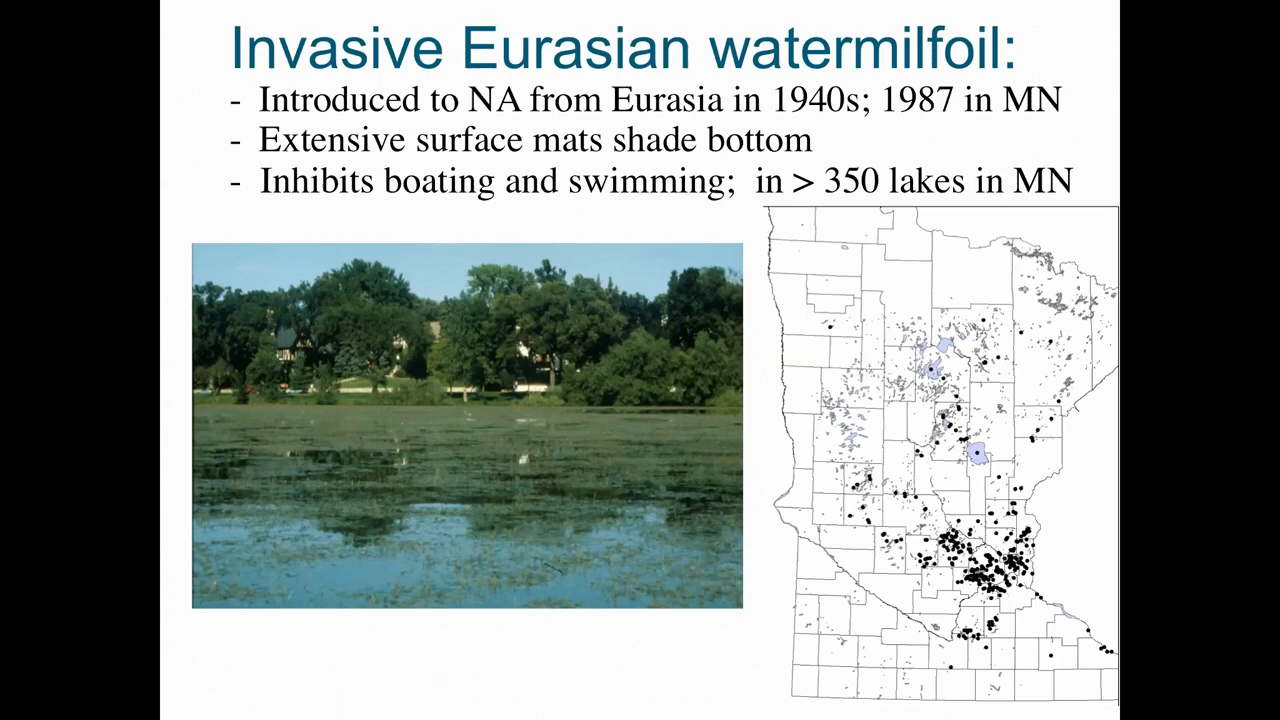 Invasive Eurasian watermilfoil:
- Introduced to NA from Eurasia in 1940s; 1987 in MN
- Extensive surface mats shade bottom
- Inhibits boating and swimming; in > 350 lakes in MN